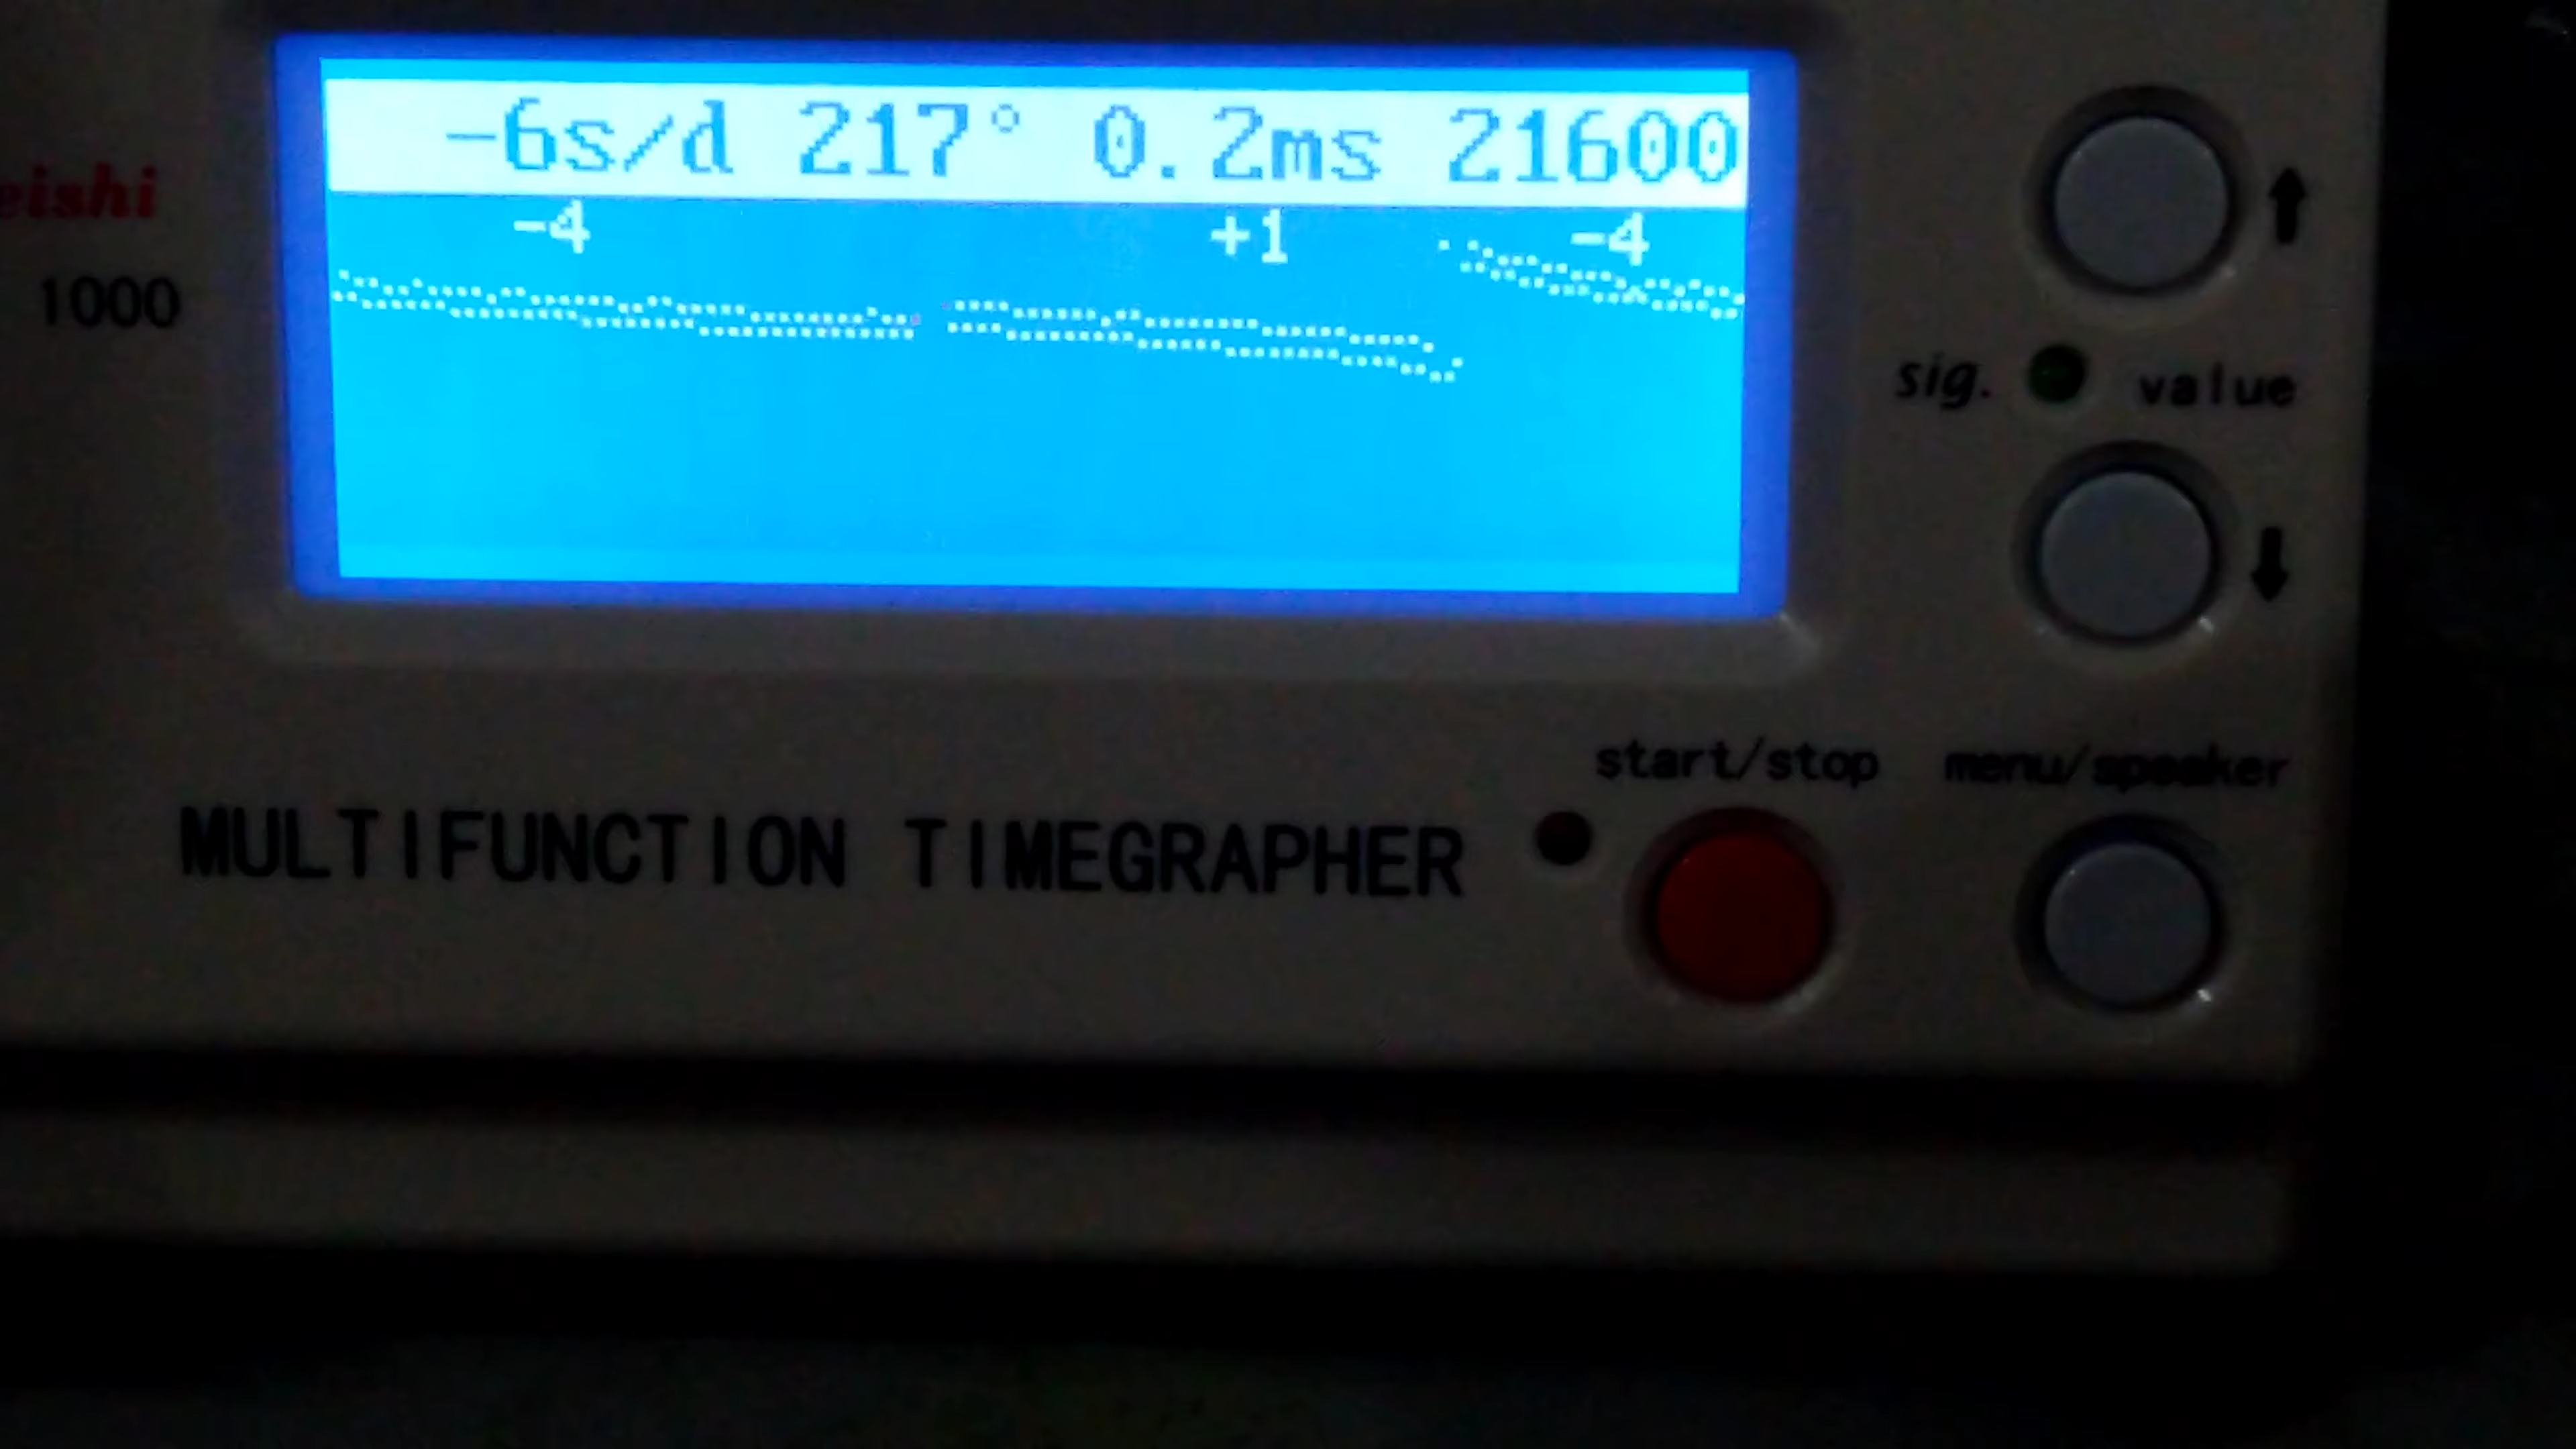 -6s/d 217° 0.2ms 21600
-4 +1 -4
eishi
1000
sig. value
start/stop menu/speaker
MULTIFUNCTION TIMEGRAPHER